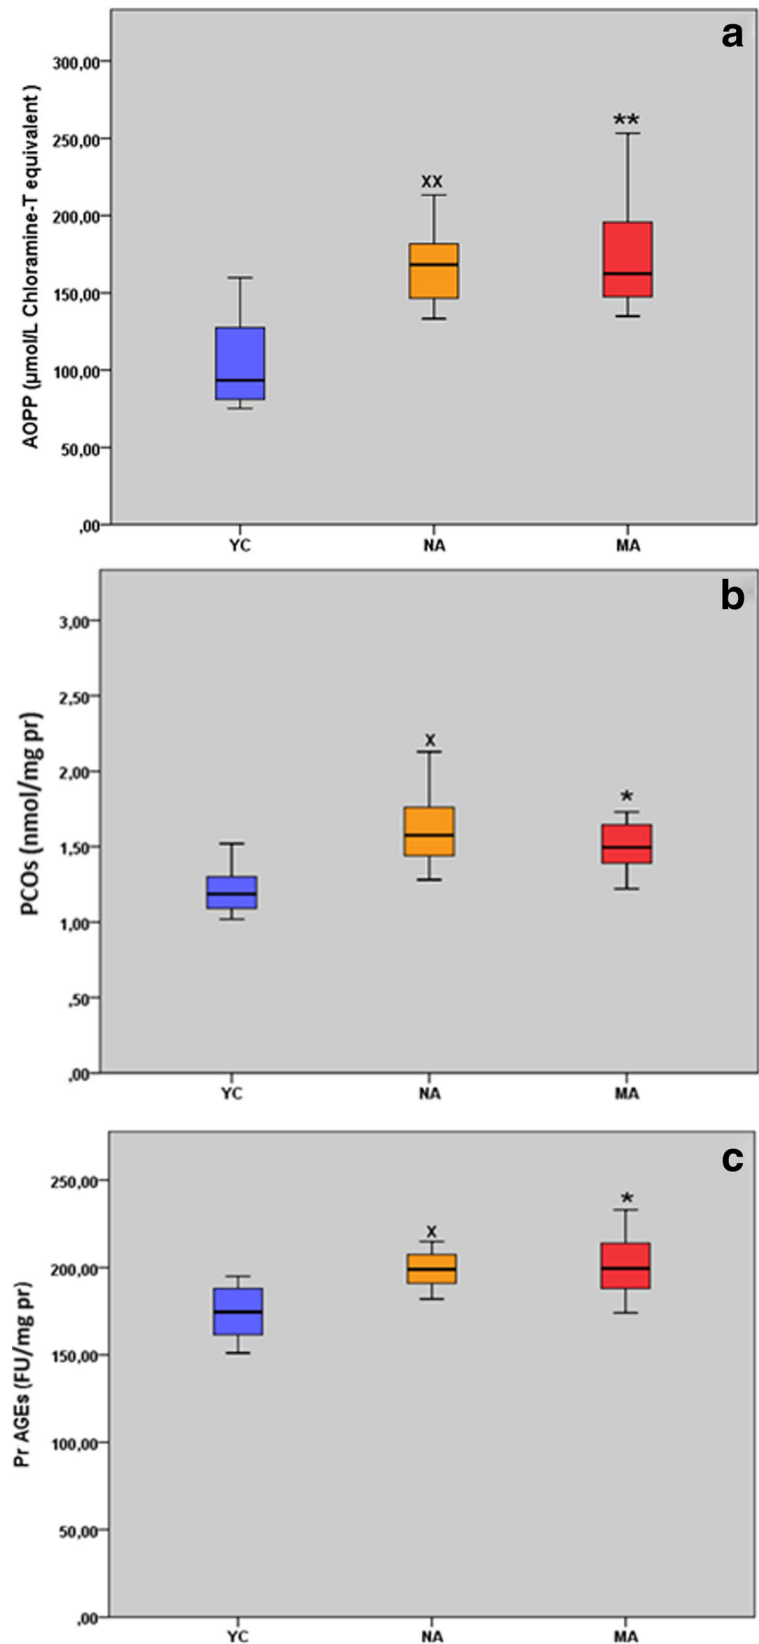 a
AOPP (µmol/L Chloramine-T equivalent )
300,00
250,00
200,00
150,00
100,00
50,00
,00
xx
**
YC NA MA
b
PCOs (nmol/mg pr)
3,00
2,50
2,00
1,50
1,00
,50
,00
x
*
YC NA MA
c
Pr AGEs (FU/mg pr)
250,00
200,00
150,00
100,00
50,00
,00
x
*
YC NA MA